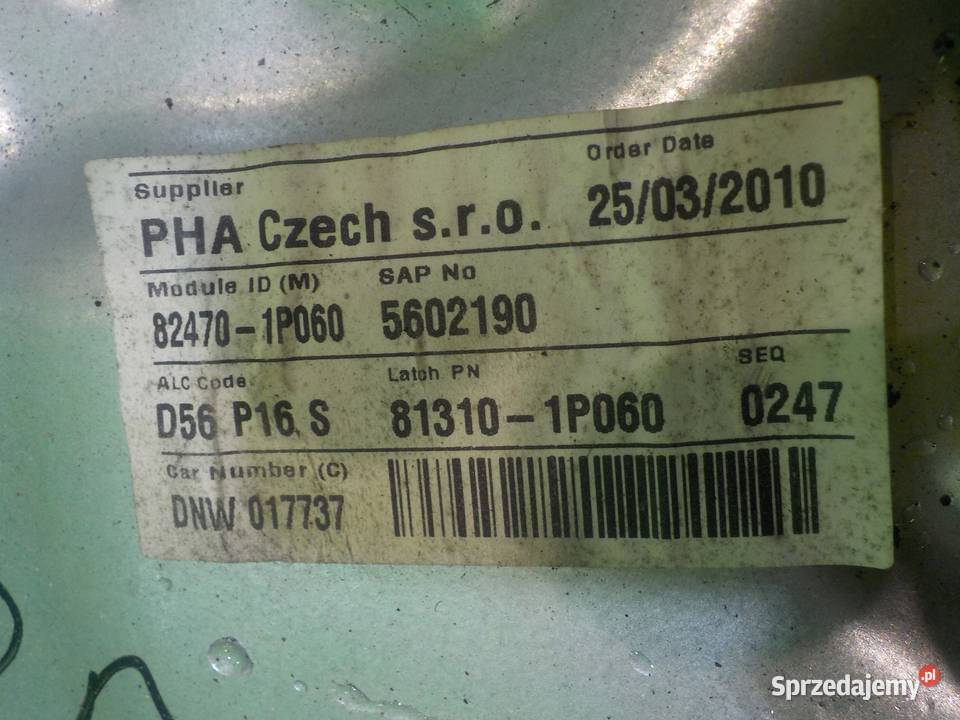 Supplier
Order Date
PHA Czech s.r.o. 25/03/2010
Module ID (M) SAP No
82470-1P060 5602190
ALC Code Latch PN SEQ
D56 P16 S 81310-1P060 0247
Car Number (C)
DNW 017737
Sprzedajemy.pl